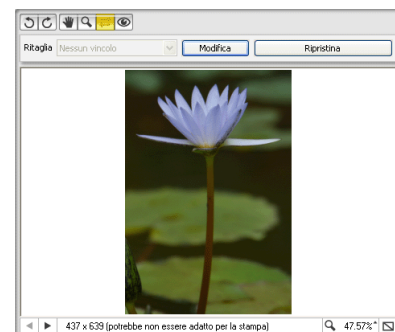 Ritaglia Nessun vincolo Modifica Ripristina
437 x 639 (potrebbe non essere adatto per la stampa) 47.57%*